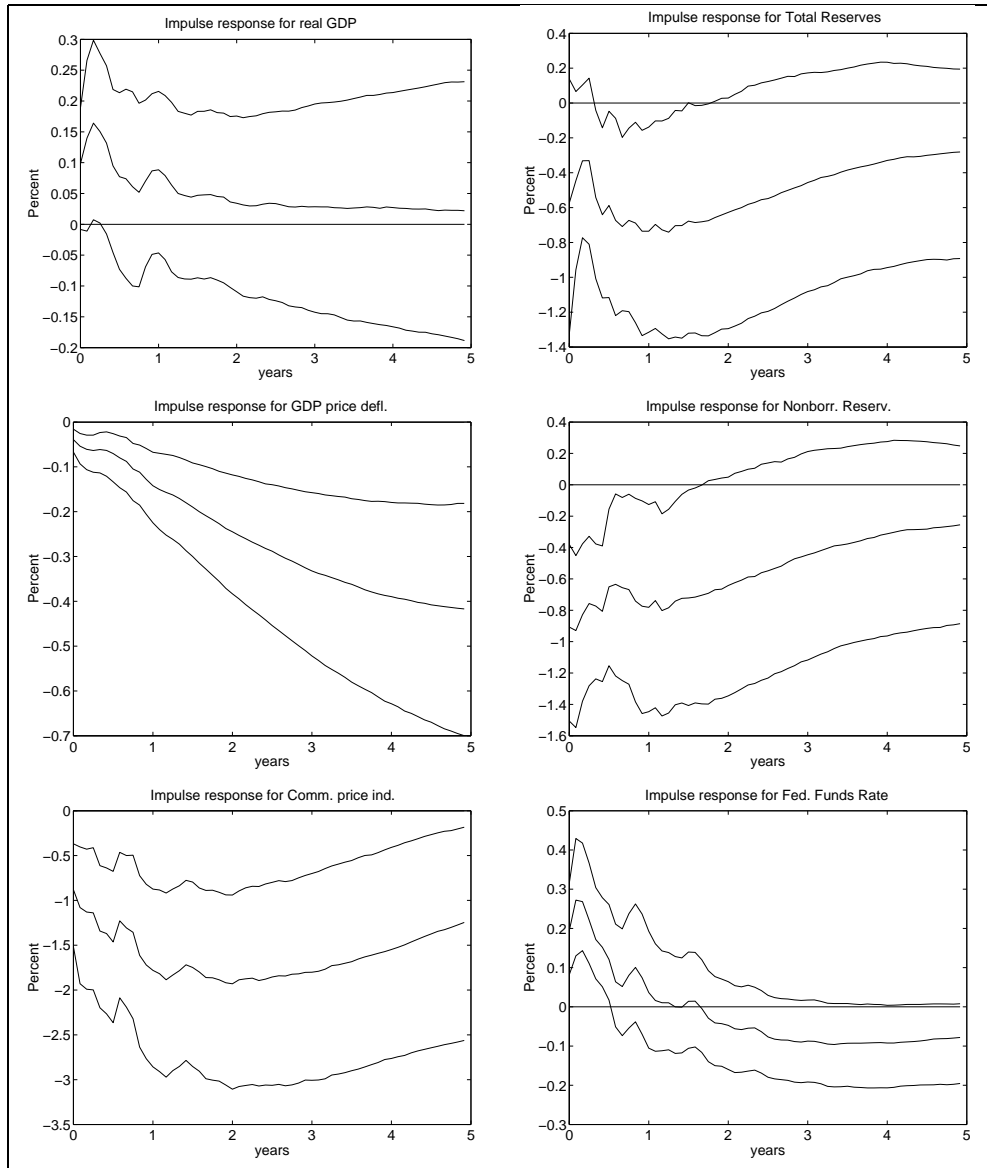 Impulse response for real GDP
0.3
0.25
0.2
0.15
0.1
0.05
0
−0.05
−0.1
−0.15
−0.2
Percent
0 1 2 3 4 5
years
Impulse response for Total Reserves
0.4
0.2
0
−0.2
−0.4
−0.6
−0.8
−1
−1.2
−1.4
Percent
0 1 2 3 4 5
years
Impulse response for GDP price defl.
0
−0.1
−0.2
−0.3
−0.4
−0.5
−0.6
−0.7
Percent
0 1 2 3 4 5
years
Impulse response for Nonborr. Reserv.
0.4
0.2
0
−0.2
−0.4
−0.6
−0.8
−1
−1.2
−1.4
−1.6
Percent
0 1 2 3 4 5
years
Impulse response for Comm. price ind.
0
−0.5
−1
−1.5
−2
−2.5
−3
−3.5
Percent
0 1 2 3 4 5
years
Impulse response for Fed. Funds Rate
0.5
0.4
0.3
0.2
0.1
0
−0.1
−0.2
−0.3
Percent
0 1 2 3 4 5
years